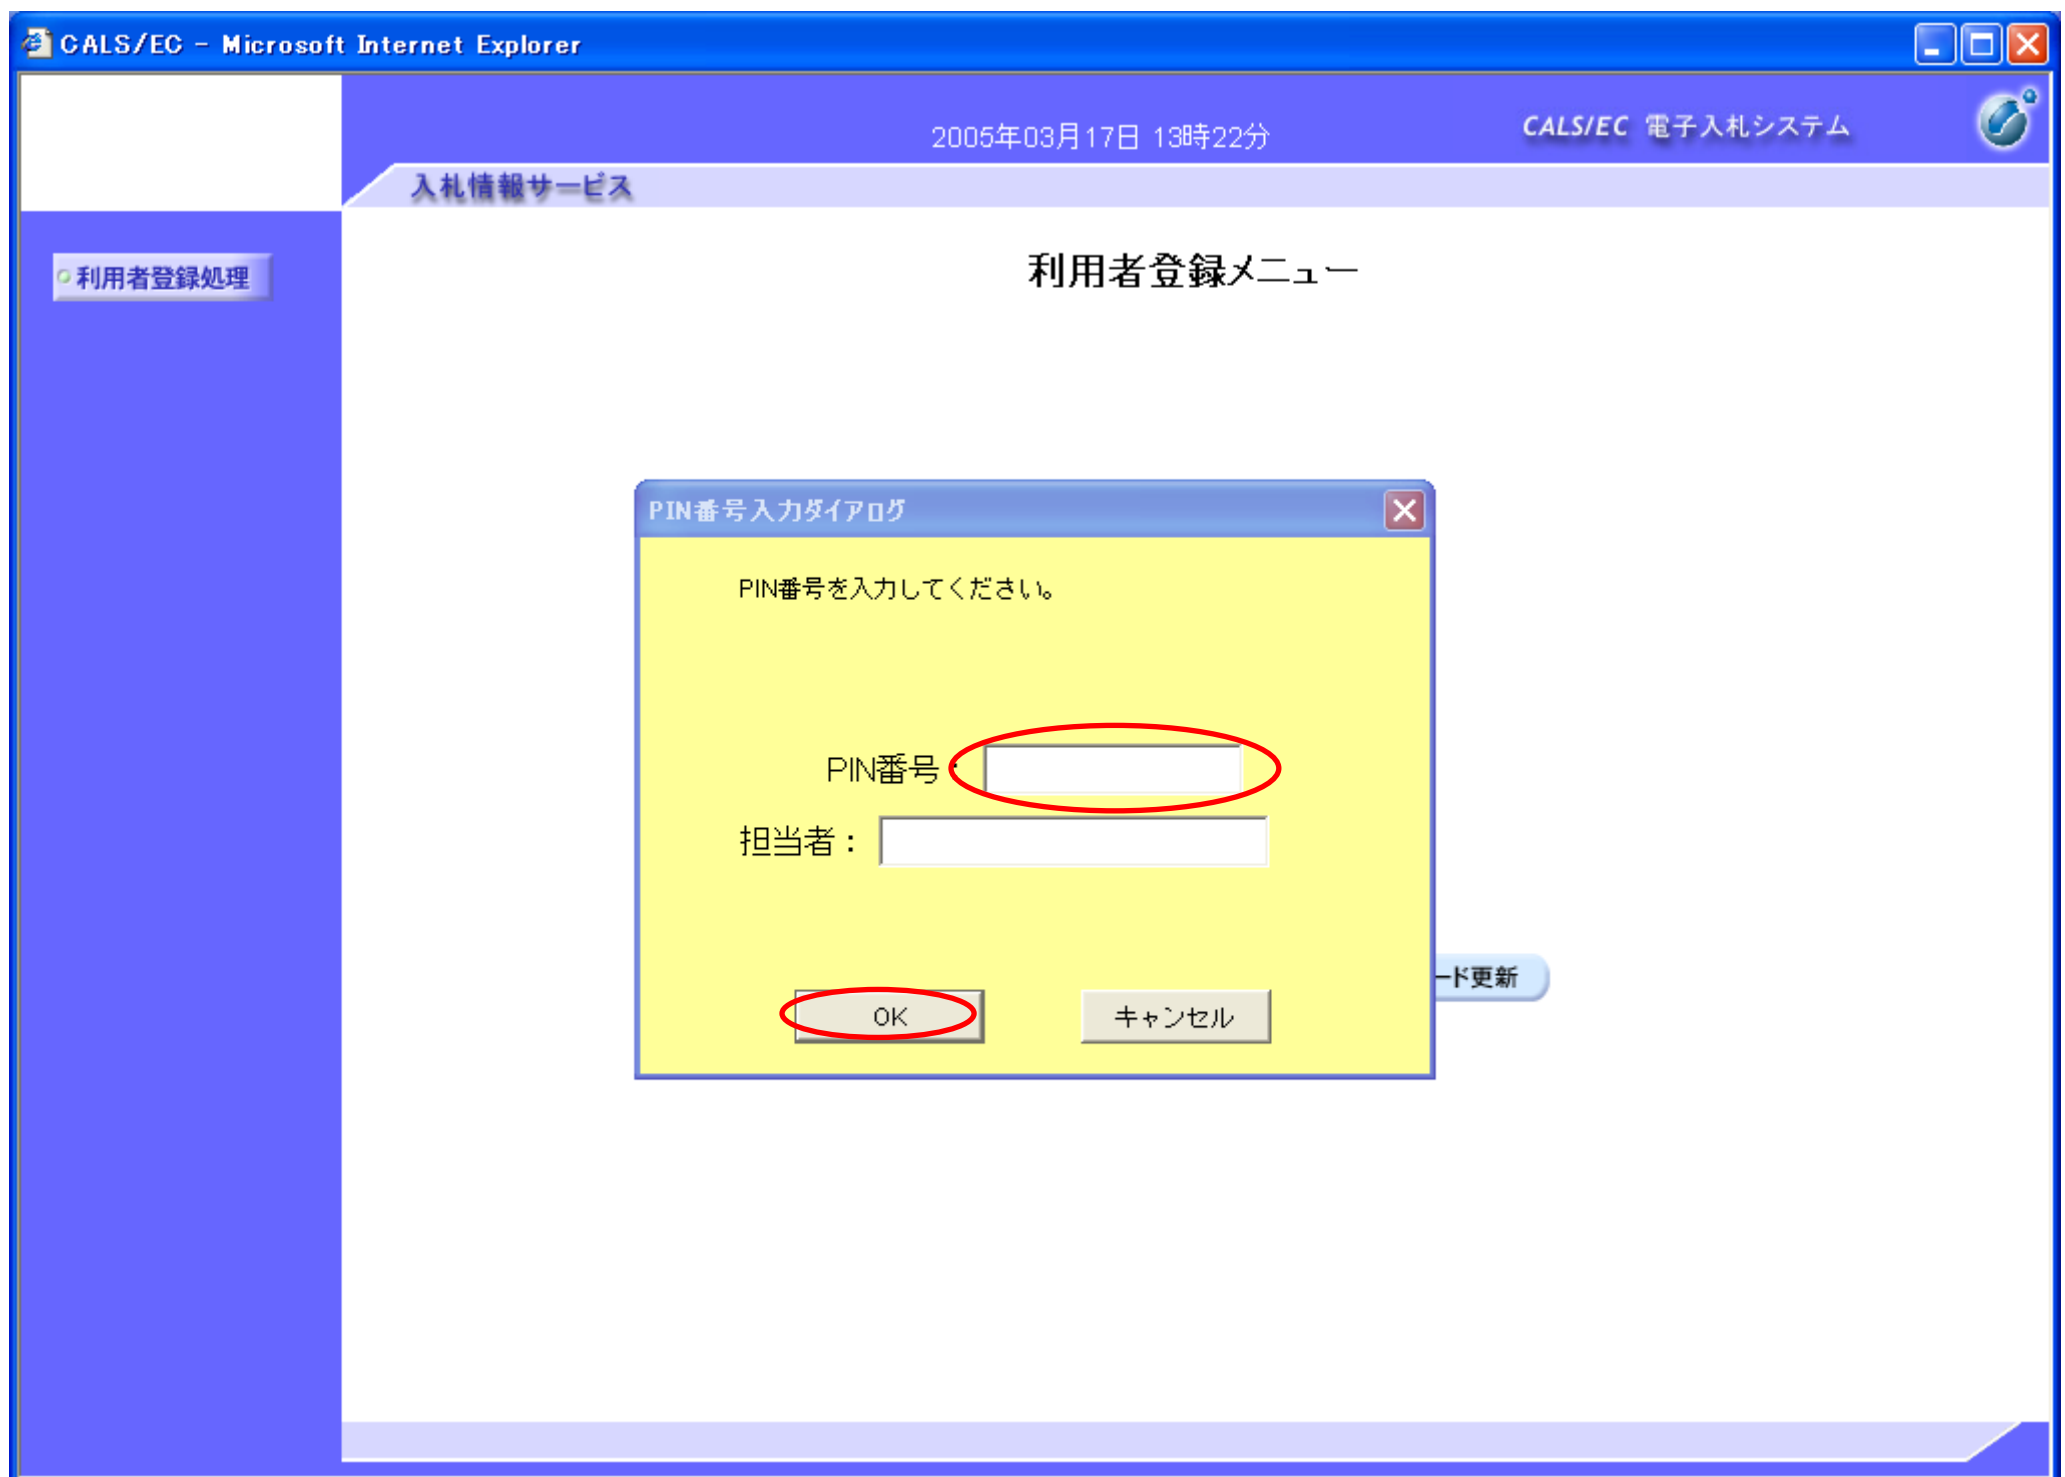 CALS/EC - Microsoft Internet Explorer
2005年03月17日 13時22分
CALS/EC 電子入札システム
入札情報サービス
利用者登録処理
利用者登録メニュー
PIN番号入力ダイアログ
PIN番号を入力してください。
PIN番号：
担当者：
ード更新
OK
キャンセル